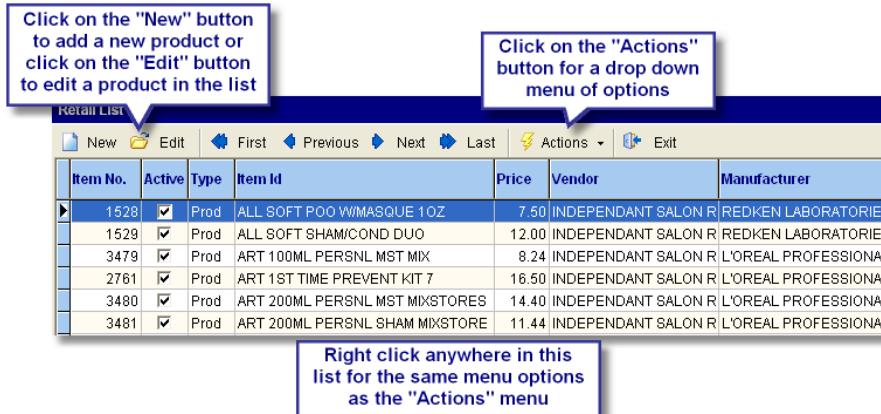 Click on the "New" button
to add a new product or
click on the "Edit" button
to edit a product in the list
Click on the "Actions"
button for a drop down
menu of options
Retail List
New Edit First Previous Next Last Actions Exit
Item No. Active Type Item Id Price Vendor Manufacturer
1528 Prod ALL SOFT POO W/MASQUE 1OZ 7.50 INDEPENDANT SALON R REDKEN LABORATORIE
1529 Prod ALL SOFT SHAM/COND DUO 12.00 INDEPENDANT SALON R REDKEN LABORATORIE
3479 Prod ART 100ML PERSNL MST MIX 8.24 INDEPENDANT SALON R L'OREAL PROFESSIONA
2761 Prod ART 1ST TIME PREVENT KIT 7 16.50 INDEPENDANT SALON R L'OREAL PROFESSIONA
3480 Prod ART 200ML PERSNL MST MIXSTORES 14.40 INDEPENDANT SALON R L'OREAL PROFESSIONA
3481 Prod ART 200ML PERSNL SHAM MIXSTORE 11.44 INDEPENDANT SALON R L'OREAL PROFESSIONA
Right click anywhere in this
list for the same menu options
as the "Actions" menu